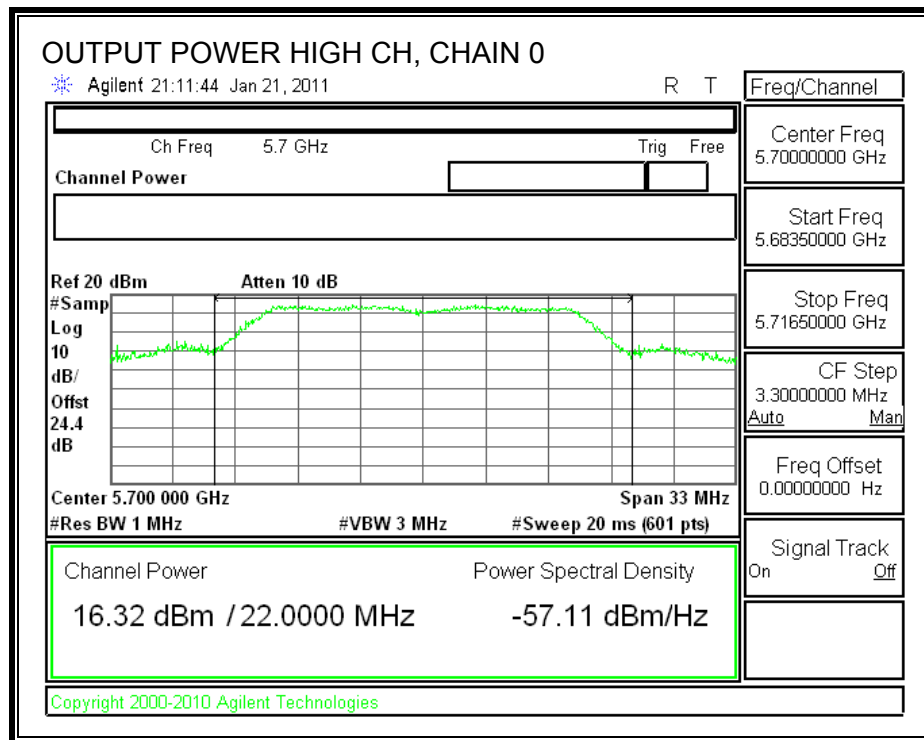 OUTPUT POWER HIGH CH, CHAIN 0
Agilent 21:11:44 Jan 21, 2011 R T
Freq/Channel
Ch Freq 5.7 GHz Trig Free
Channel Power
Center Freq
5.70000000 GHz
Start Freq
5.68350000 GHz
Stop Freq
5.71650000 GHz
CF Step
3.30000000 MHz
Auto Man
Freq Offset
0.00000000 Hz
Signal Track
On Off
Ref 20 dBm Atten 10 dB
#Samp
Log
10
dB/
Offst
24.4
dB
Center 5.700 000 GHz Span 33 MHz
#Res BW 1 MHz #VBW 3 MHz #Sweep 20 ms (601 pts)
Channel Power Power Spectral Density
16.32 dBm / 22.0000 MHz -57.11 dBm/Hz
Copyright 2000-2010 Agilent Technologies